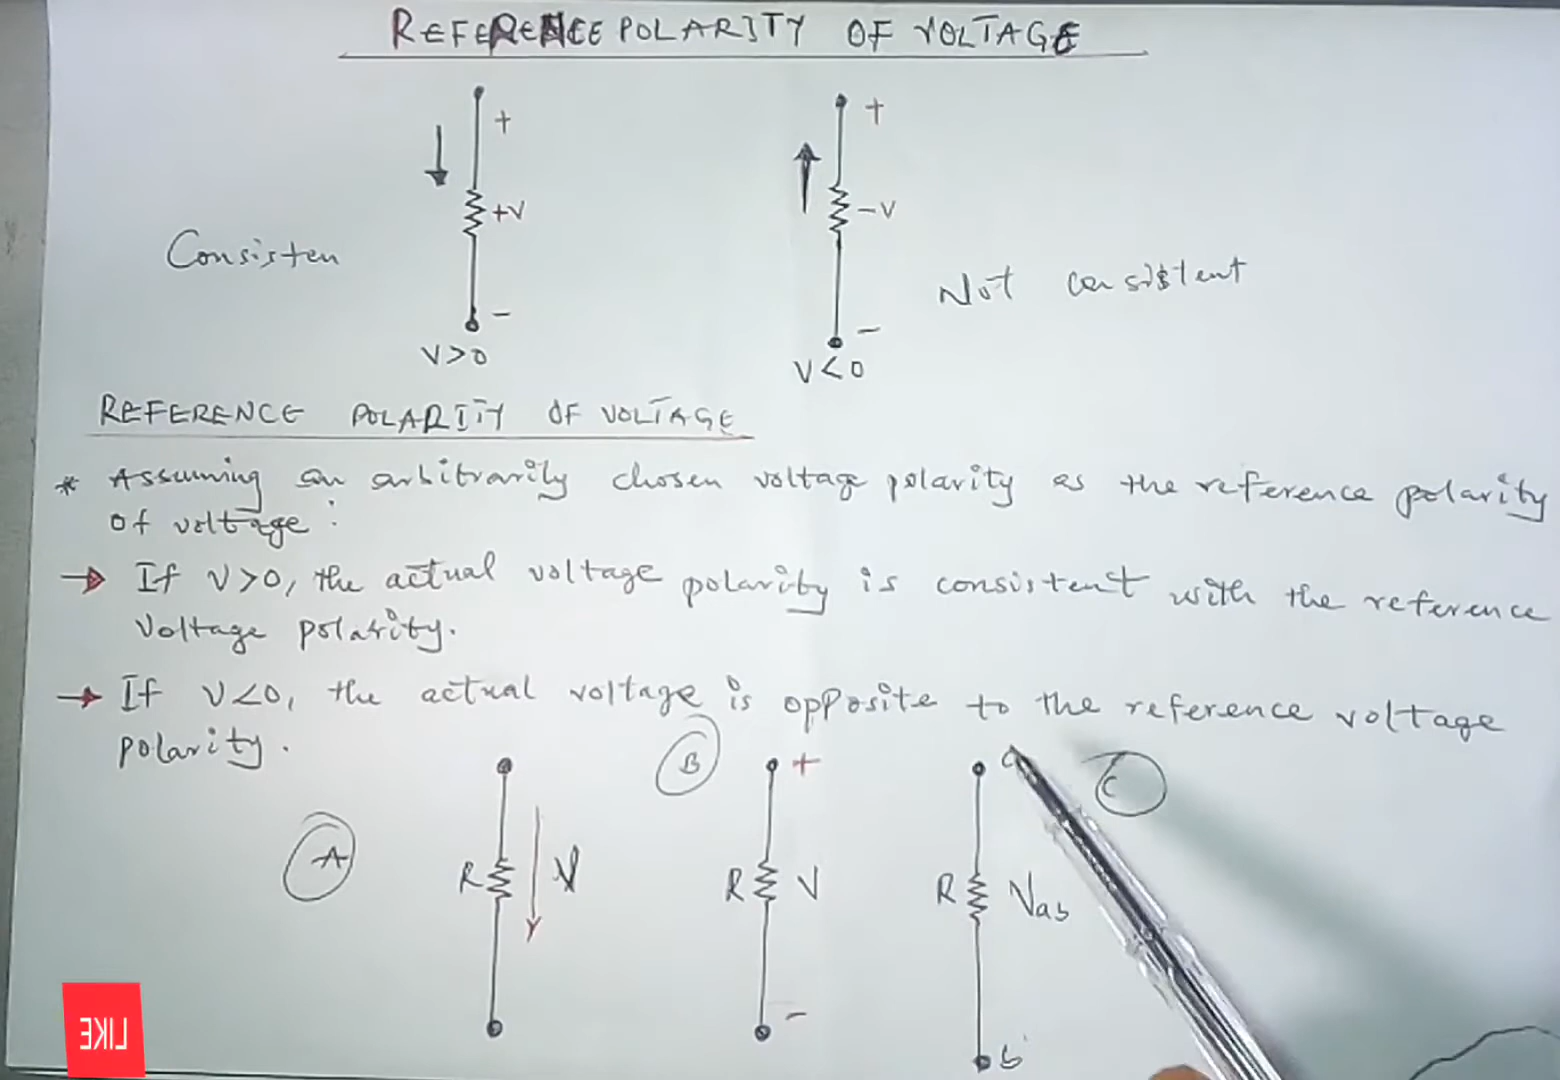 REFERENCE POLARITY OF VOLTAGE
+ +
+V -V
Consisten Not consistent
- -
V>0 V<0
REFERENCE POLARITY OF VOLTAGE
* Assuming an arbitrarily chosen voltage polarity as the reference polarity
of voltage:
→ If V>0, the actual voltage polarity is consistent with the reference
Voltage polarity.
→ If V<0, the actual voltage is opposite to the reference voltage
polarity.
B + C
A
R V R V R Vab
-
b
LIKE